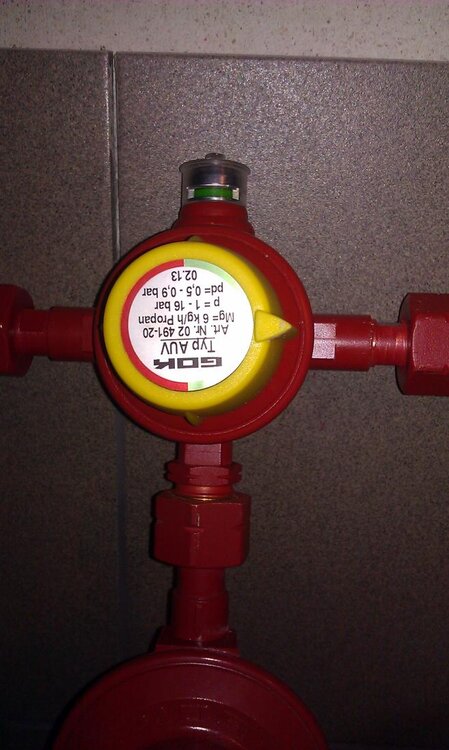 GOK
Typ AUV
Art. Nr. 02 491-20
Mg= 6 kg/h Propan
p = 1 - 16 bar
pd= 0,5 - 0,9 bar
02.13